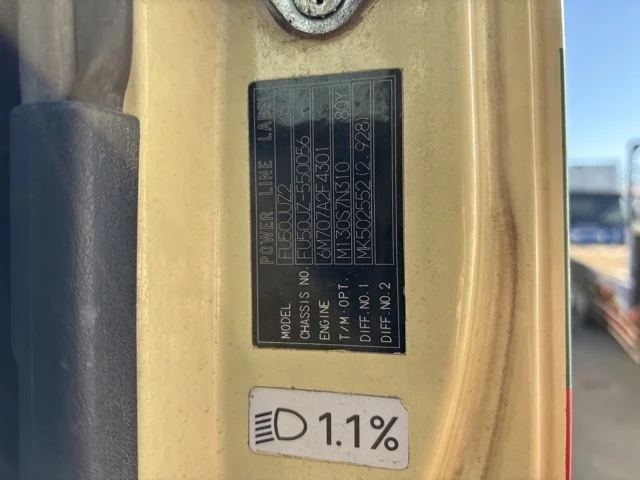 POWER LINE LABEL
MODEL FU50JUZ2
CHASSIS NO. FU50JZ-550056
ENGINE 6M707A2F4301
T/M·OPT. M130S7N310 80Y
DIFF.NO.1 MK502552 (2.928)
DIFF.NO.2
1.1%